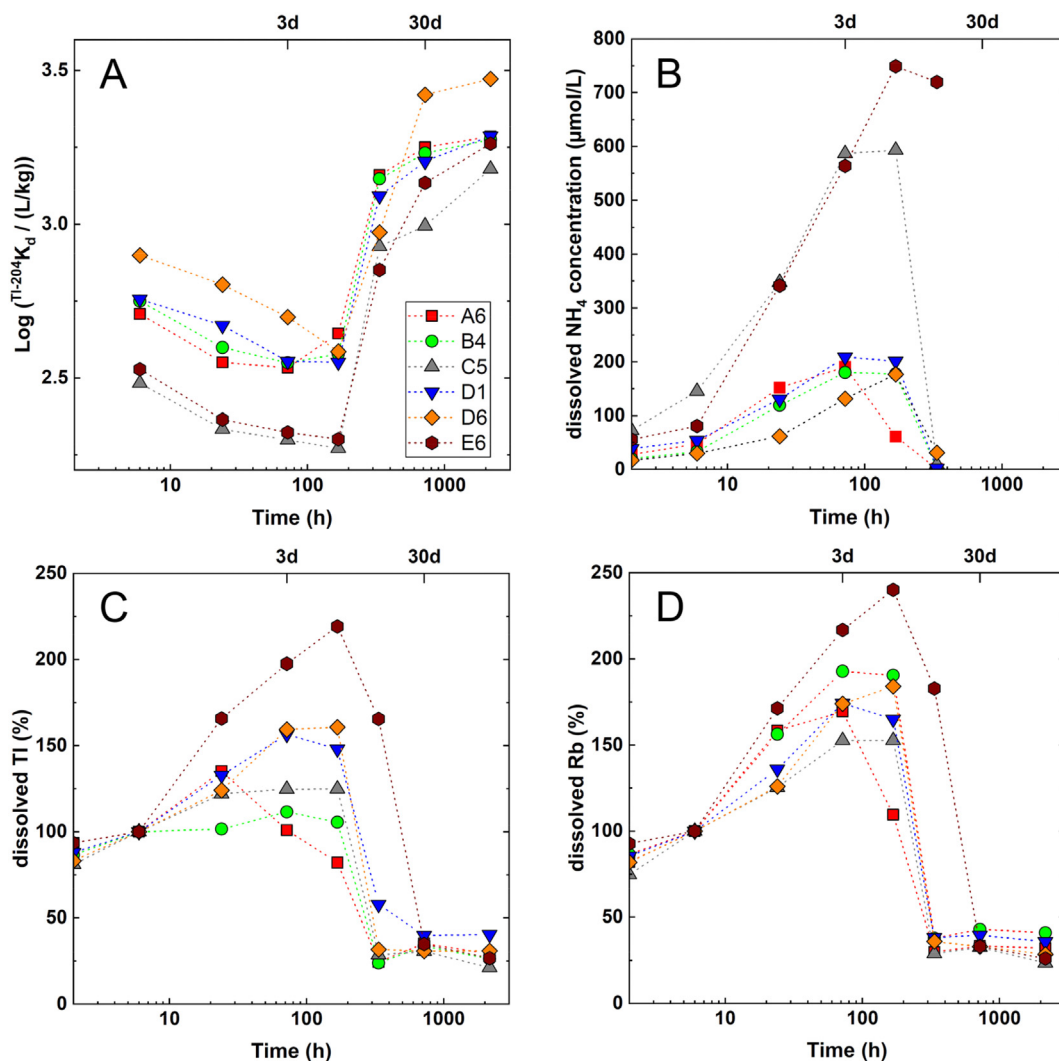 3d 30d
A
3.5
3.0
2.5
Log (Tl-204Kd / (L/kg))
A6
B4
C5
D1
D6
E6
10 100 1000
Time (h)
3d 30d
B
800
700
600
500
400
300
200
100
0
dissolved NH4 concentration (µmol/L)
10 100 1000
Time (h)
3d 30d
C
250
200
150
100
50
0
dissolved Tl (%)
10 100 1000
Time (h)
3d 30d
D
250
200
150
100
50
0
dissolved Rb (%)
10 100 1000
Time (h)